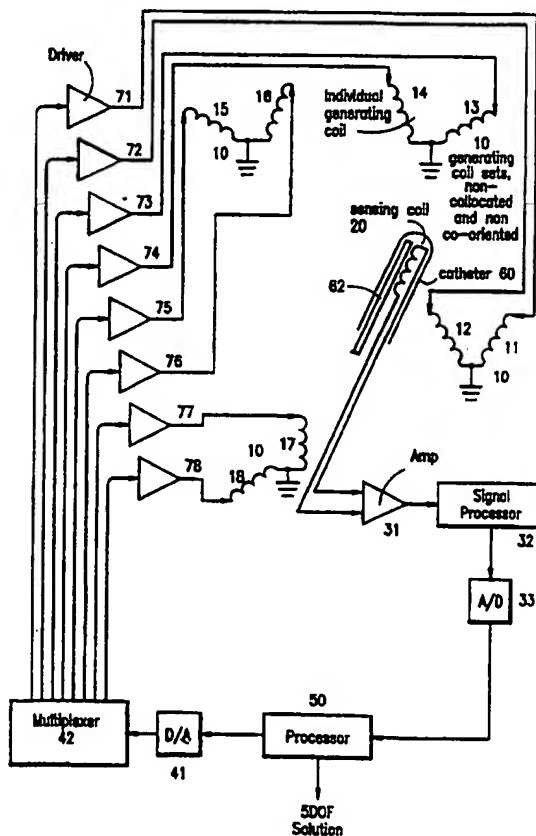 Driver
71
72
73
74
75
76
77
78
15
16
10
14
13
Individual
generating
coil
10
generating
coil sets,
non-
collocated
and non
co-oriented
sensing coil
20
catheter 60
62
12
11
10
17
10
18
Amp
31
Signal
Processor
32
A/D
33
50
Processor
D/A
41
Multiplexer
42
5DOF
Solution